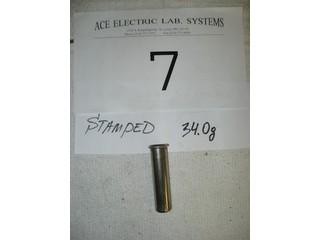 ACE ELECTRIC LAB. SYSTEMS
7
STAMPED 34.0g